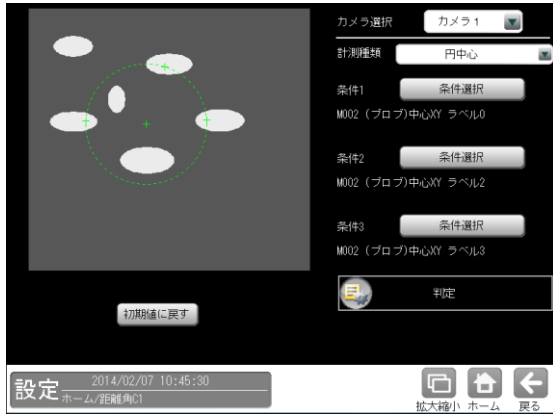 カメラ選択 カメラ1
計測種類 円中心
条件1 条件選択
M002 (ブロブ)中心XY ラベル0
条件2 条件選択
M002 (ブロブ)中心XY ラベル2
条件3 条件選択
M002 (ブロブ)中心XY ラベル3
判定
初期値に戻す
設定 2014/02/07 10:45:30
ホーム/距離角C1
拡大縮小 ホーム 戻る